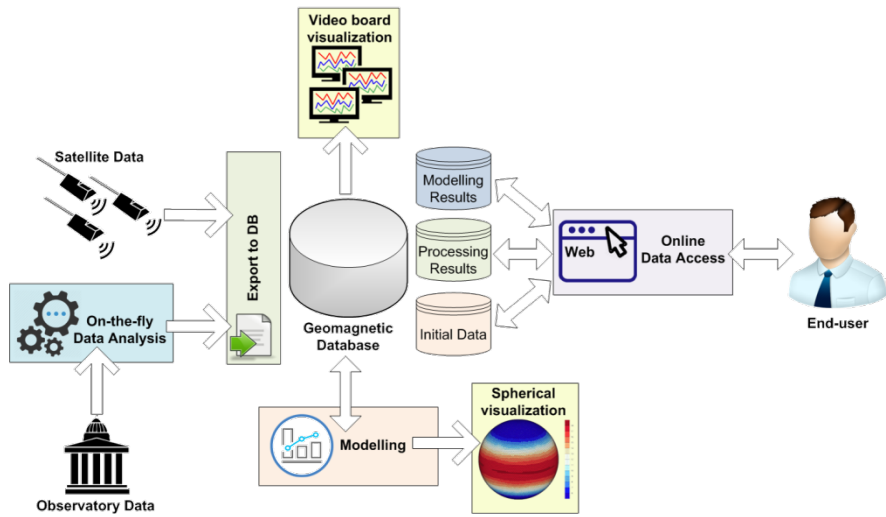 Video board
visualization
Satellite Data
Export to DB
On-the-fly
Data Analysis
Observatory Data
Geomagnetic
Database
Modelling
Results
Processing
Results
Initial Data
Web
Online
Data Access
End-user
Modelling
Spherical
visualization